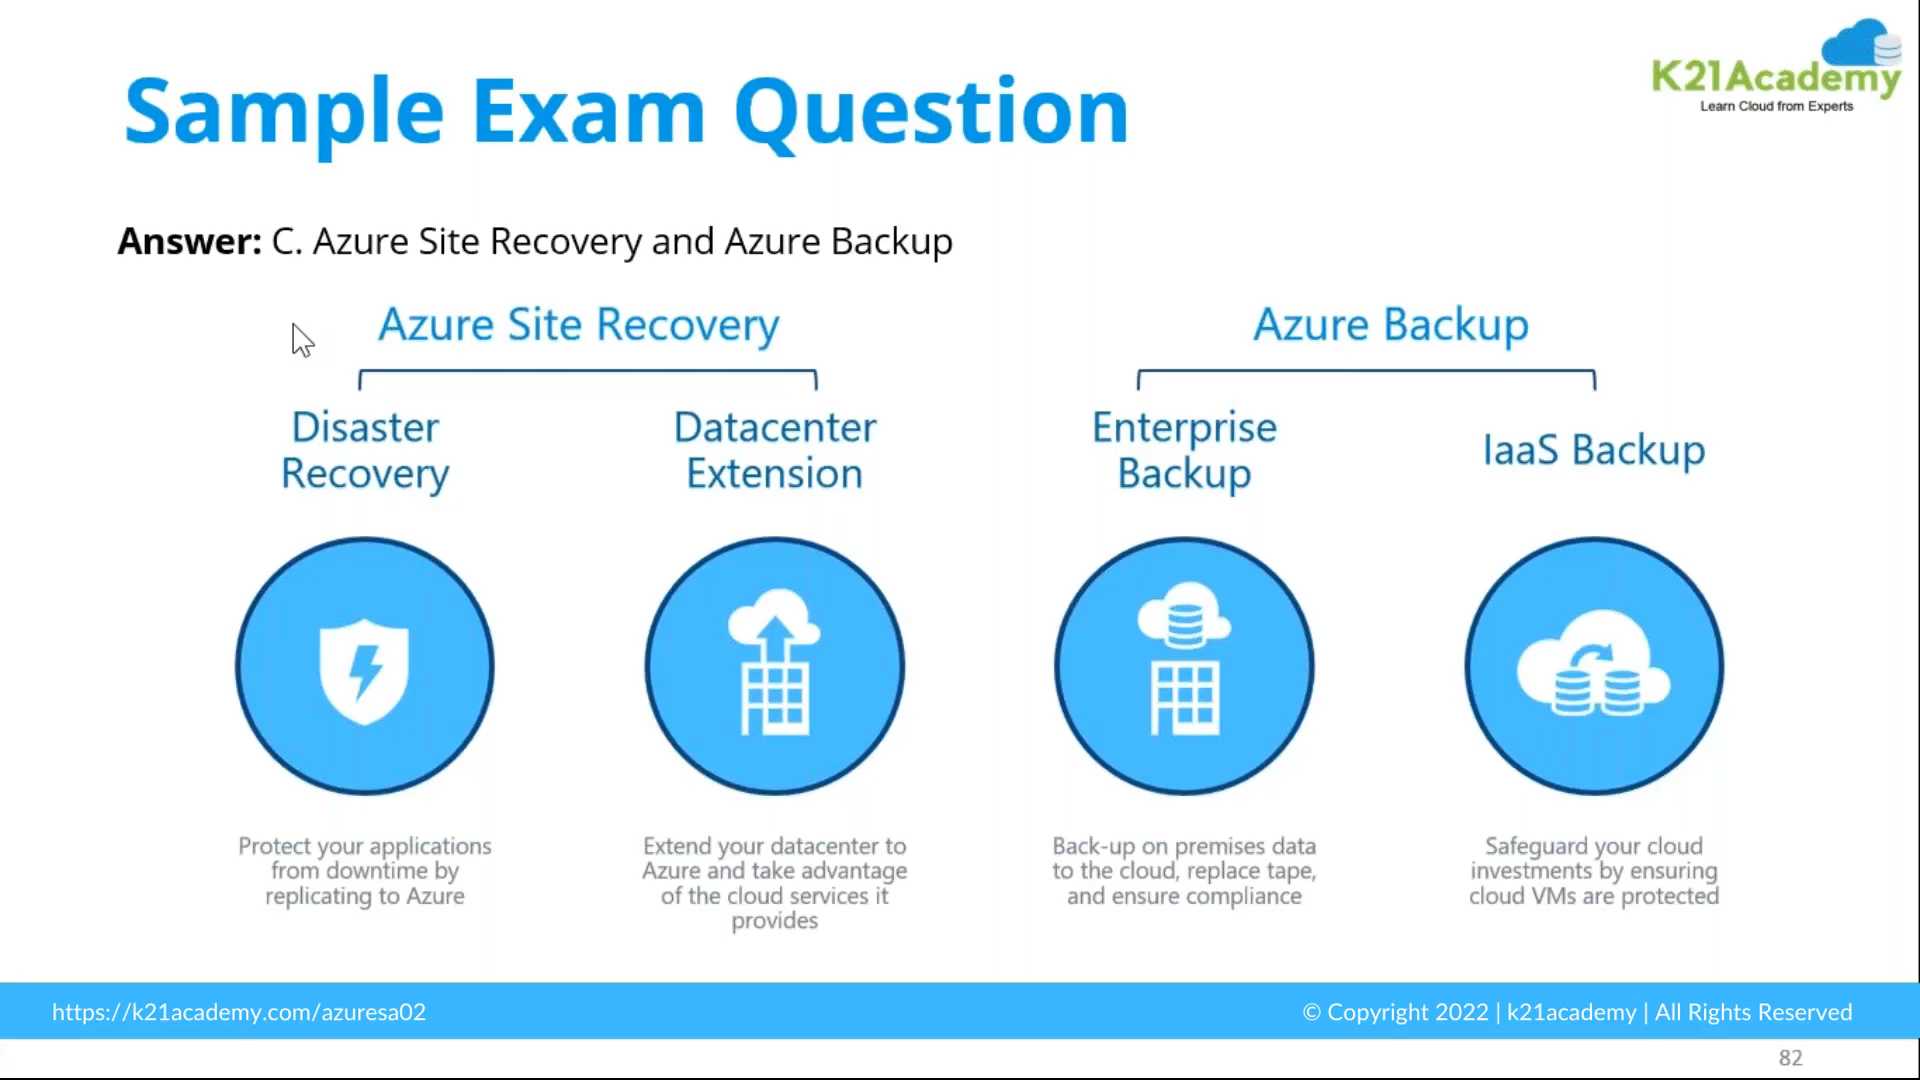 K21Academy
Learn Cloud from Experts
Sample Exam Question
Answer: C. Azure Site Recovery and Azure Backup
Azure Site Recovery
Azure Backup
Disaster
Recovery
Datacenter
Extension
Enterprise
Backup
IaaS Backup
Protect your applications
from downtime by
replicating to Azure
Extend your datacenter to
Azure and take advantage
of the cloud services it
provides
Back-up on premises data
to the cloud, replace tape,
and ensure compliance
Safeguard your cloud
investments by ensuring
cloud VMs are protected
https://k21academy.com/azuresa02
© Copyright 2022 | k21academy | All Rights Reserved
82